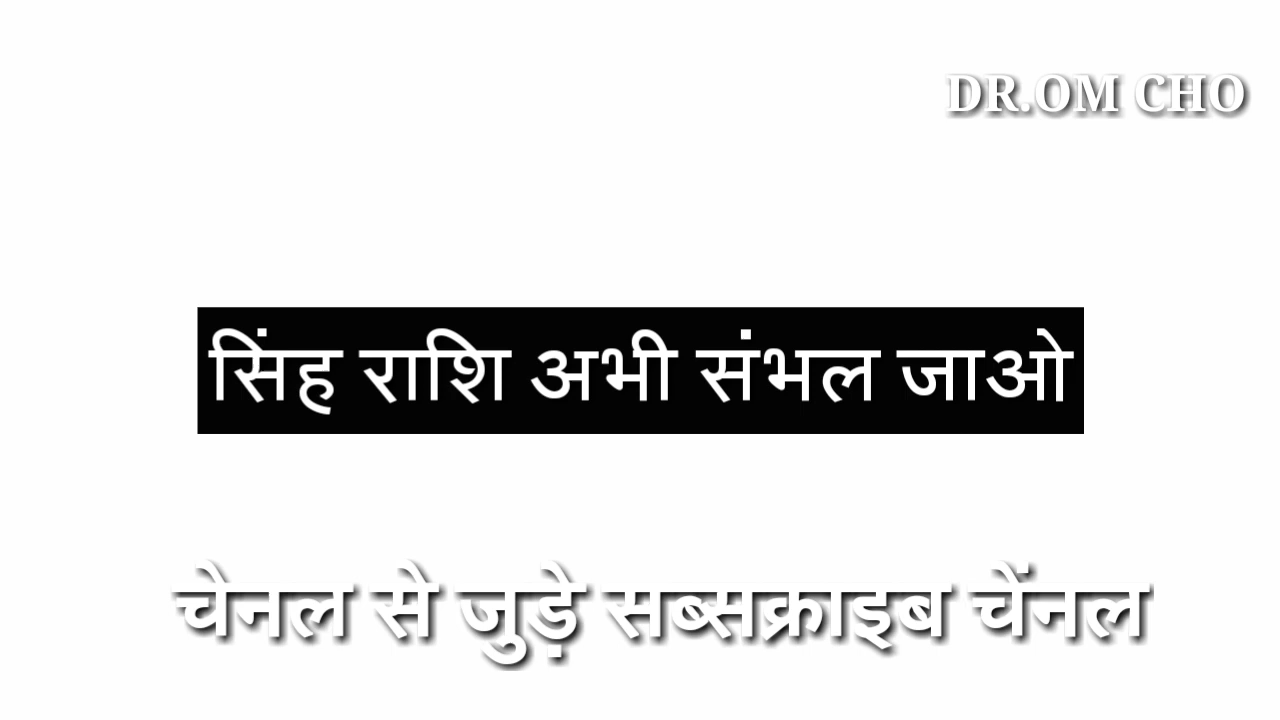 DR.OM CHO
सिंह राशि अभी संभल जाओ
चेनल से जुड़े सब्सक्राइब चेंनल